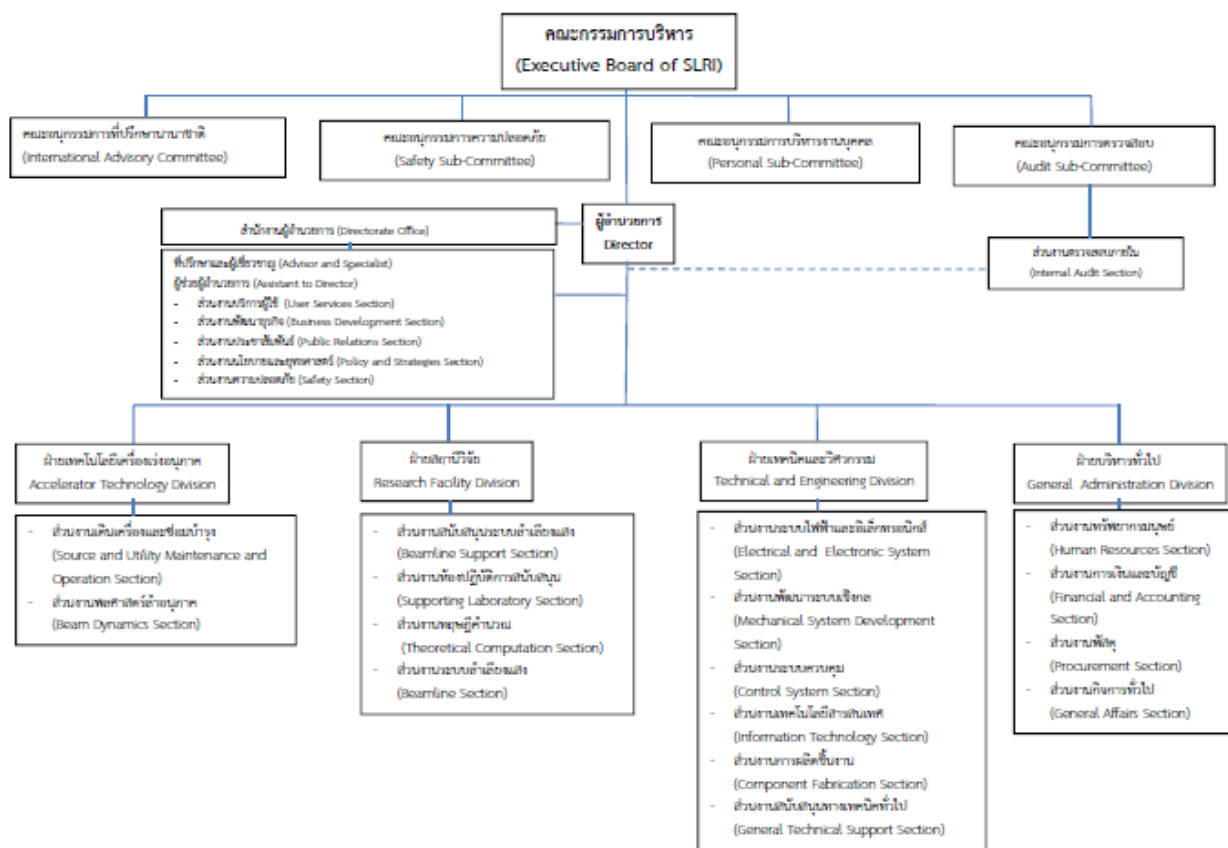 คณะกรรมการบริหาร
(Executive Board of SLRI)
คณะอนุกรรมการที่ปรึกษานานาชาติ
(International Advisory Committee)
คณะอนุกรรมการความปลอดภัย
(Safety Sub-Committee)
คณะอนุกรรมการบริหารงานบุคคล
(Personal Sub-Committee)
คณะอนุกรรมการตรวจสอบ
(Audit Sub-Committee)
ผู้อำนวยการ
Director
สำนักงานผู้อำนวยการ (Directorate Office)
ที่ปรึกษาและผู้เชี่ยวชาญ (Advisor and Specialist)
ผู้ช่วยผู้อำนวยการ (Assistant to Director)
- ส่วนงานบริการผู้ใช้ (User Services Section)
- ส่วนงานพัฒนาธุรกิจ (Business Development Section)
- ส่วนงานประชาสัมพันธ์ (Public Relations Section)
- ส่วนงานนโยบายและยุทธศาสตร์ (Policy and Strategies Section)
- ส่วนงานความปลอดภัย (Safety Section)
ส่วนงานตรวจสอบภายใน
(Internal Audit Section)
ฝ่ายเทคโนโลยีเครื่องเร่งอนุภาค
Accelerator Technology Division
- ส่วนงานเดินเครื่องและซ่อมบำรุง
(Source and Utility Maintenance and
Operation Section)
- ส่วนงานพลศาสตร์ลำอนุภาค
(Beam Dynamics Section)
ฝ่ายสถานีวิจัย
Research Facility Division
- ส่วนงานสนับสนุนระบบลำเลียงแสง
(Beamline Support Section)
- ส่วนงานห้องปฏิบัติการสนับสนุน
(Supporting Laboratory Section)
- ส่วนงานทฤษฎีคำนวณ
(Theoretical Computation Section)
- ส่วนงานระบบลำเลียงแสง
(Beamline Section)
ฝ่ายเทคนิคและวิศวกรรม
Technical and Engineering Division
- ส่วนงานระบบไฟฟ้าและอิเล็กทรอนิกส์
(Electrical and Electronic System
Section)
- ส่วนงานพัฒนาระบบเชิงกล
(Mechanical System Development
Section)
- ส่วนงานระบบควบคุม
(Control System Section)
- ส่วนงานเทคโนโลยีสารสนเทศ
(Information Technology Section)
- ส่วนงานการผลิตชิ้นงาน
(Component Fabrication Section)
- ส่วนงานสนับสนุนทางเทคนิคทั่วไป
(General Technical Support Section)
ฝ่ายบริหารทั่วไป
General Administration Division
- ส่วนงานทรัพยากรมนุษย์
(Human Resources Section)
- ส่วนงานการเงินและบัญชี
(Financial and Accounting
Section)
- ส่วนงานพัสดุ
(Procurement Section)
- ส่วนงานกิจการทั่วไป
(General Affairs Section)